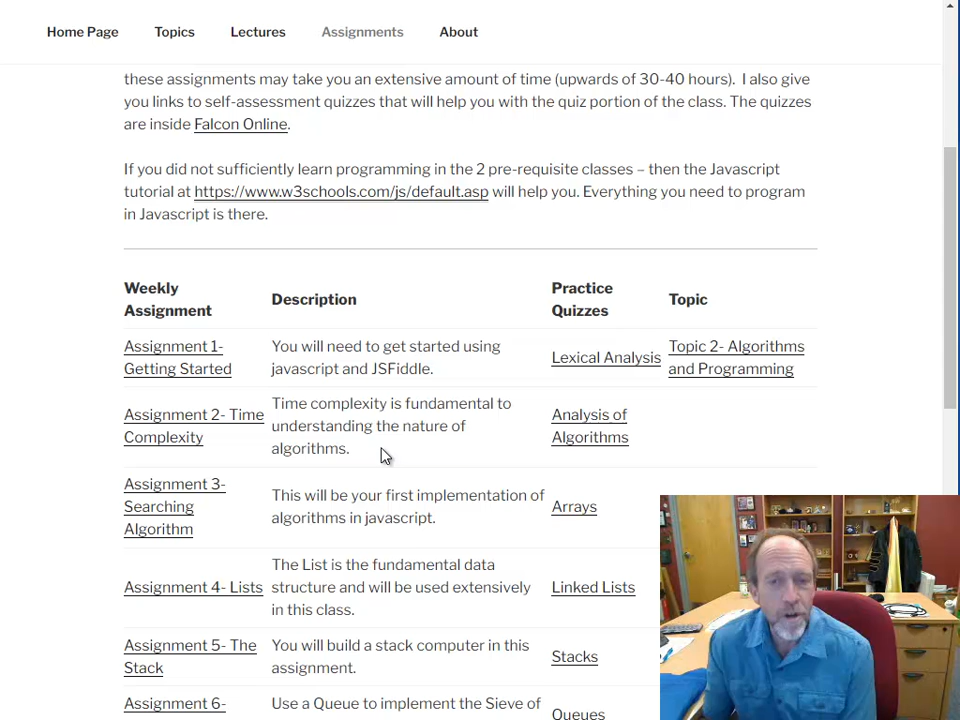 Home Page Topics Lectures Assignments About
these assignments may take you an extensive amount of time (upwards of 30-40 hours).  I also give
you links to self-assessment quizzes that will help you with the quiz portion of the class. The quizzes
are inside Falcon Online.
If you did not sufficiently learn programming in the 2 pre-requisite classes – then the Javascript
tutorial at https://www.w3schools.com/js/default.asp will help you. Everything you need to program
in Javascript is there.
Weekly
Assignment
Description
Practice
Quizzes
Topic
Assignment 1-
Getting Started
You will need to get started using
javascript and JSFiddle.
Lexical Analysis
Topic 2- Algorithms
and Programming
Assignment 2- Time
Complexity
Time complexity is fundamental to
understanding the nature of
algorithms.
Analysis of
Algorithms
Assignment 3-
Searching
Algorithm
This will be your first implementation of
algorithms in javascript.
Arrays
Assignment 4- Lists
The List is the fundamental data
structure and will be used extensively
in this class.
Linked Lists
Assignment 5- The
Stack
You will build a stack computer in this
assignment.
Stacks
Assignment 6-
Use a Queue to implement the Sieve of
Queues